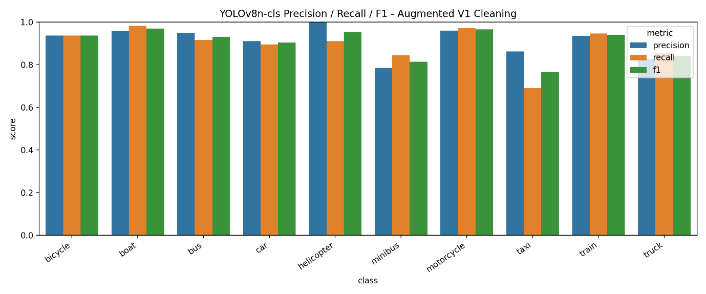 YOLOv8n-cls Precision / Recall / F1 - Augmented V1 Cleaning
metric
precision
recall
f1
score
1.0
0.8
0.6
0.4
0.2
0.0
bicycle
boat
bus
car
helicopter
minibus
motorcycle
taxi
train
truck
class